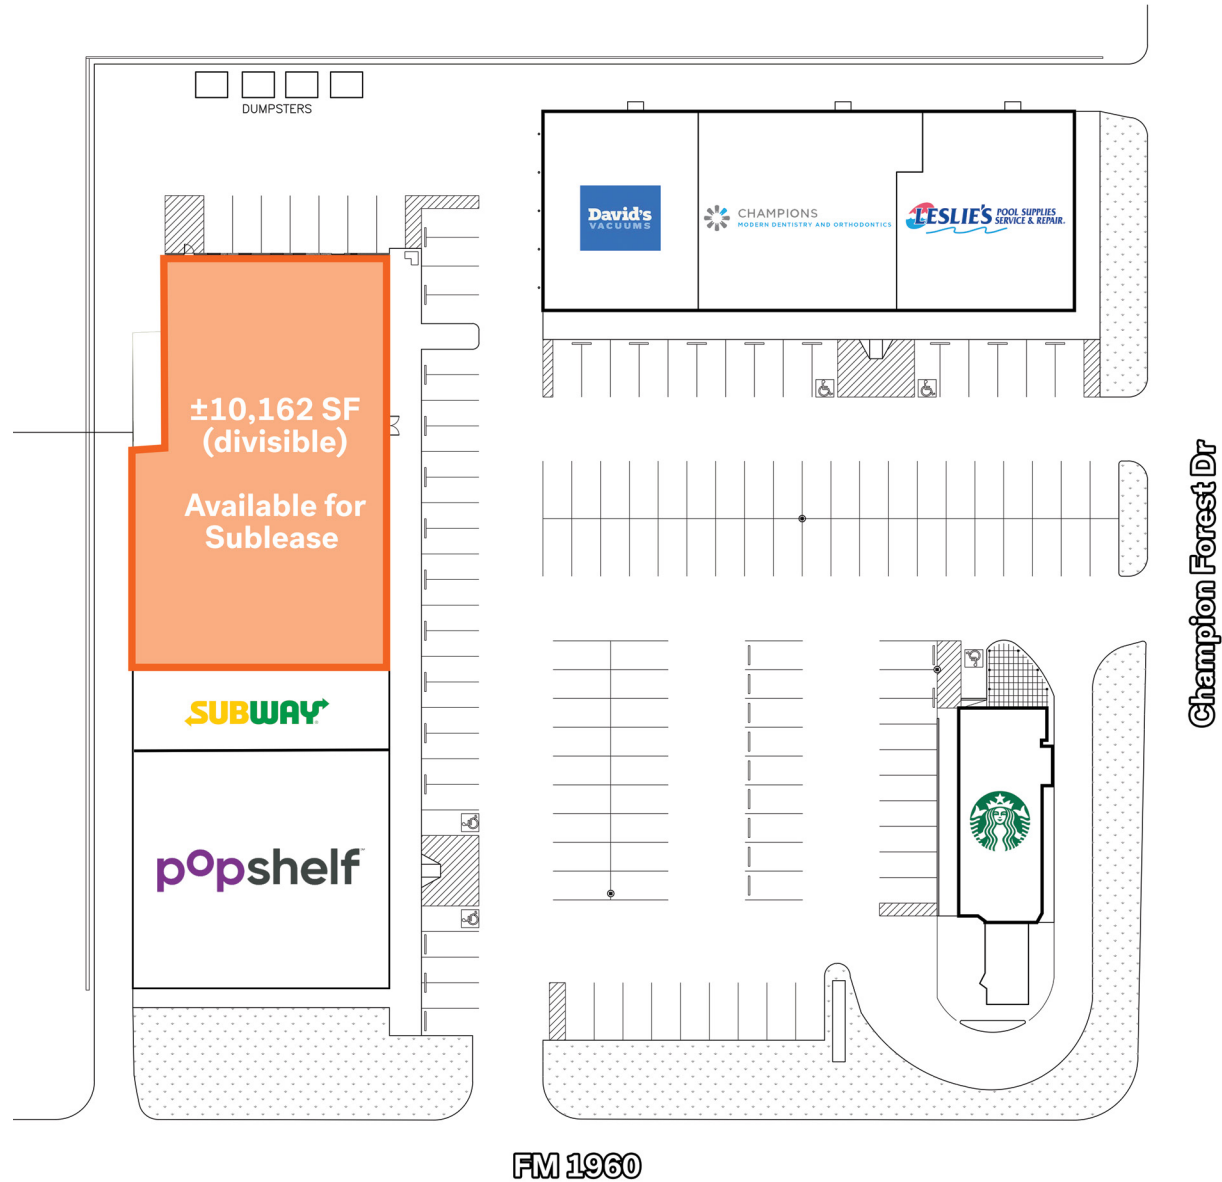 DUMPSTERS
David's
VACUUMS
CHAMPIONS
MODERN DENTISTRY AND ORTHODONTICS
LESLIE'S
POOL SUPPLIES
SERVICE & REPAIR.
±10,162 SF
(divisible)
Available for
Sublease
SUBWAY
popshelf
Champion Forest Dr
FM 1960